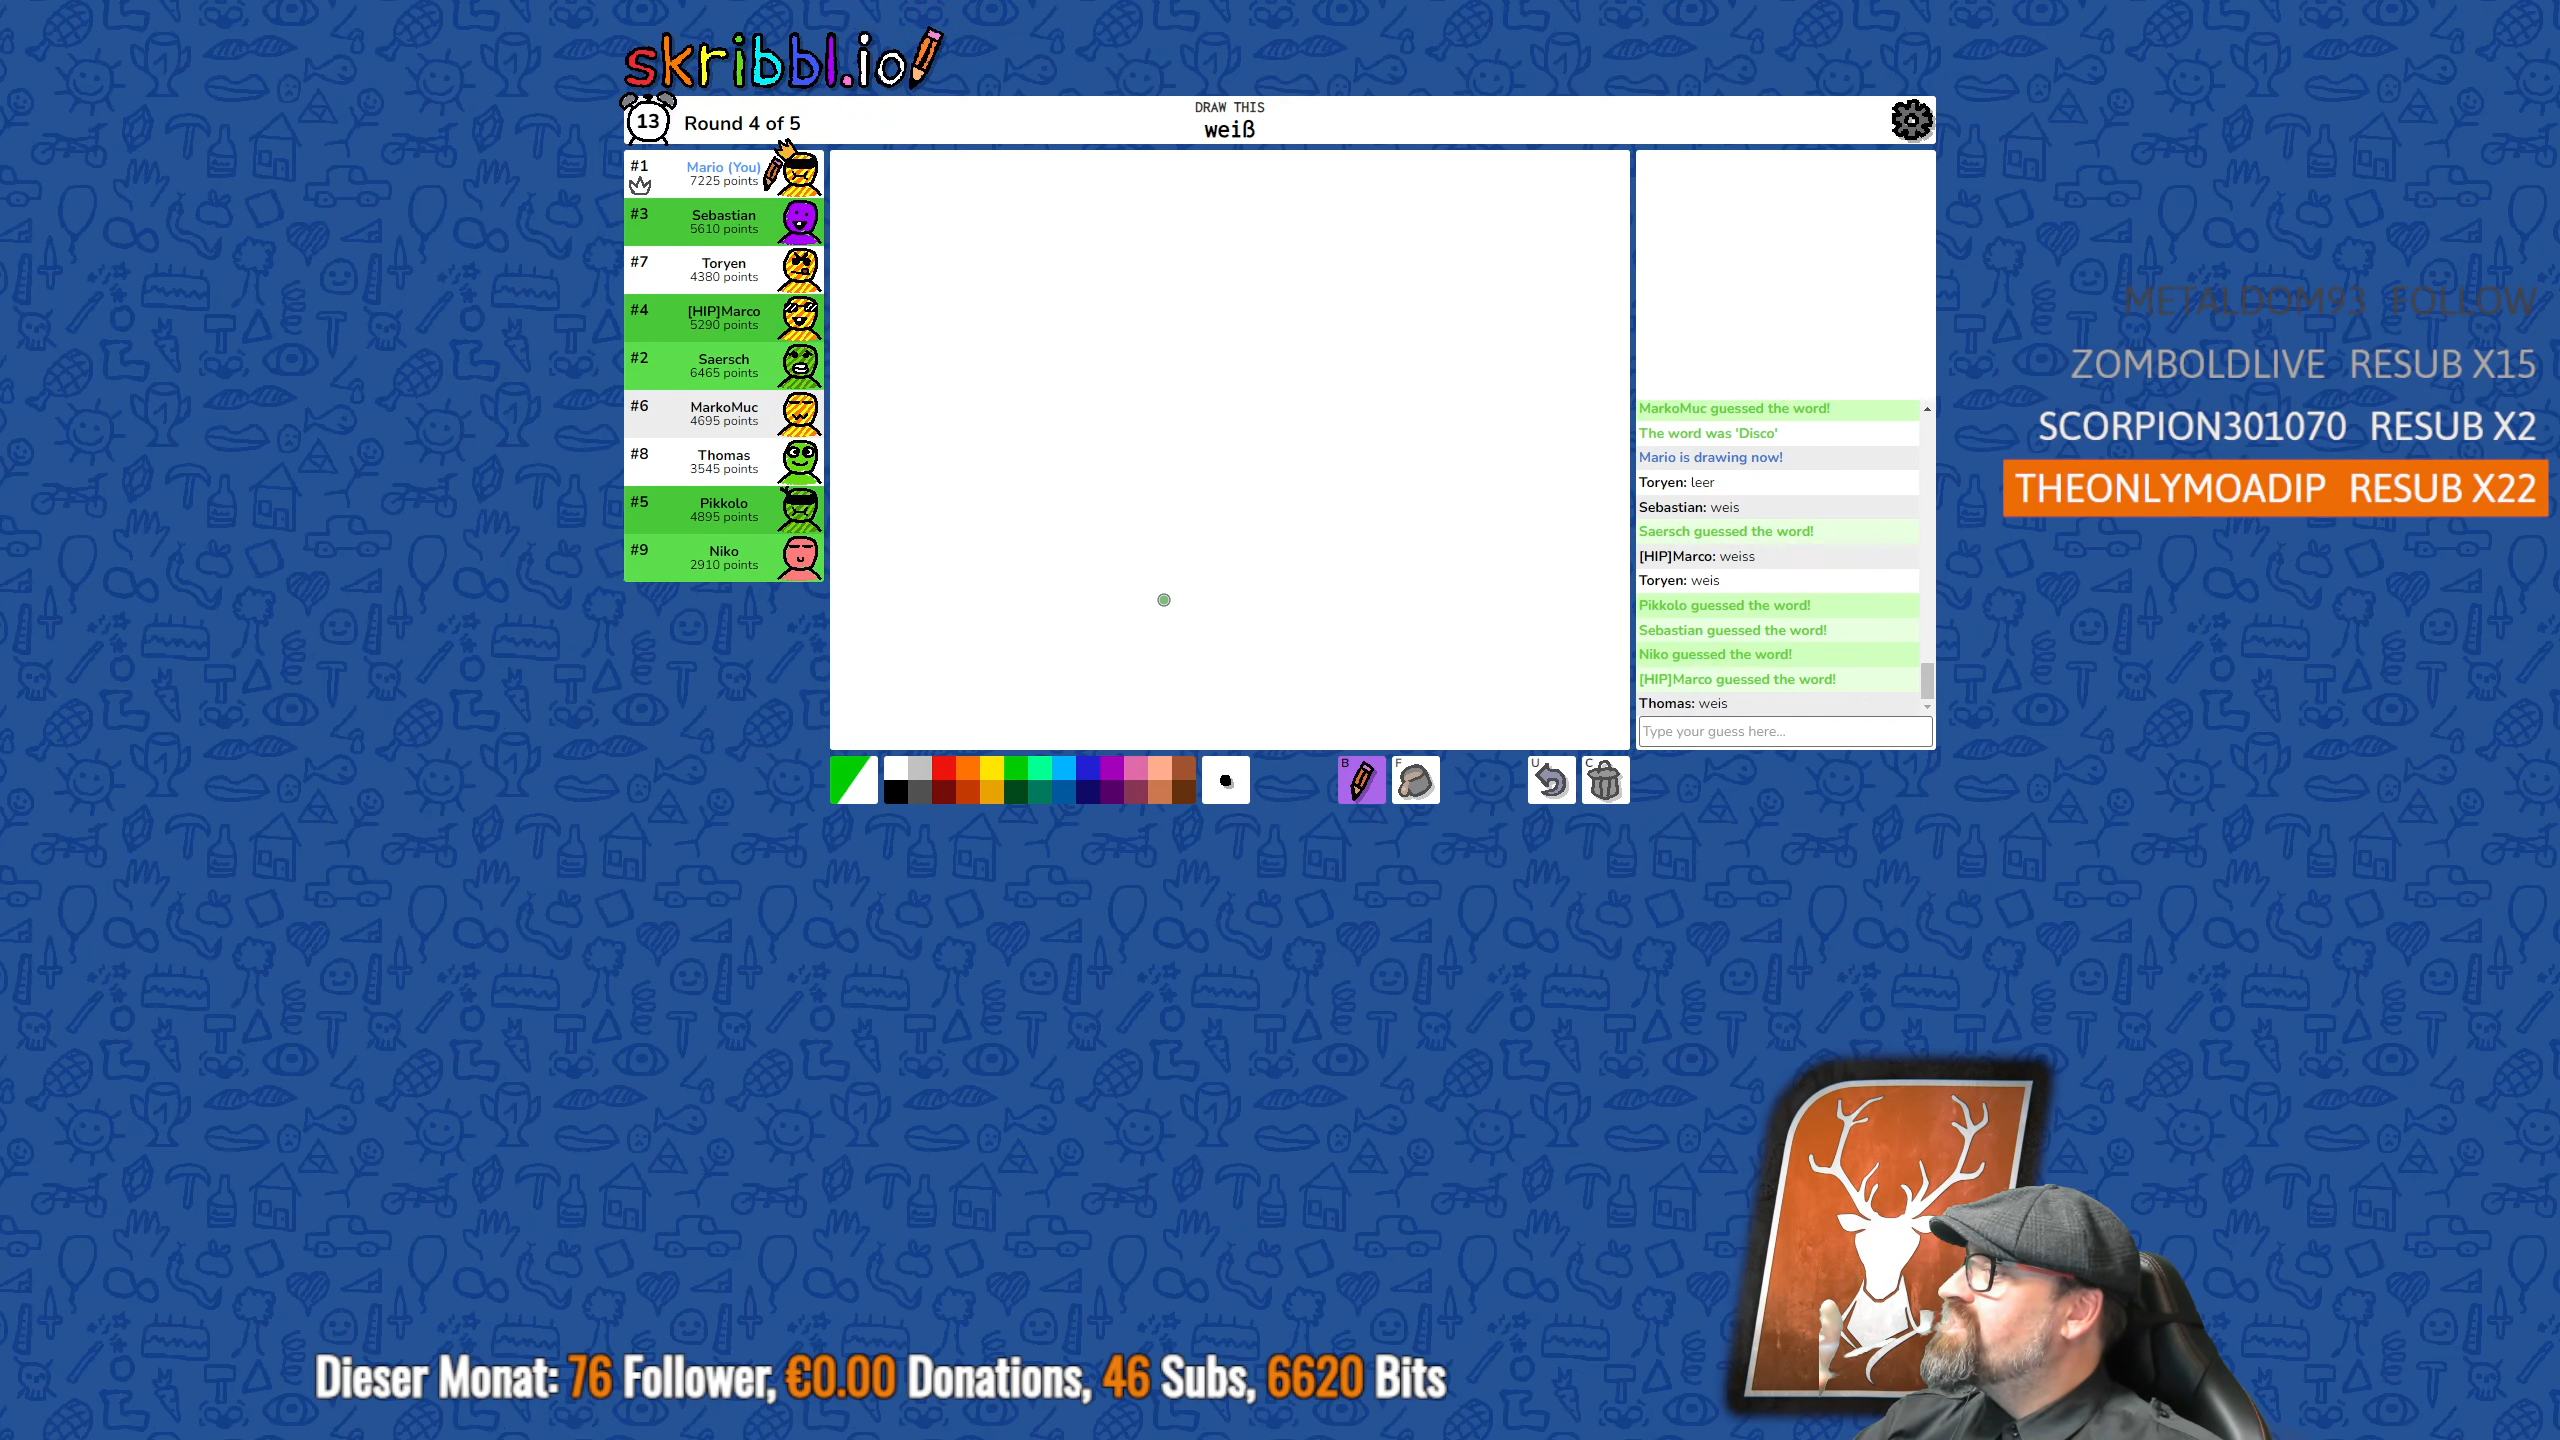 skribbl.io
13
Round 4 of 5
DRAW THIS
weiß
#1
Mario (You)
7225 points
#3
Sebastian
5610 points
#7
Toryen
4380 points
#4
[HIP]Marco
5290 points
#2
Saersch
6465 points
#6
MarkoMuc
4695 points
#8
Thomas
3545 points
#5
Pikkolo
4895 points
#9
Niko
2910 points
MarkoMuc guessed the word!
The word was 'Disco'
Mario is drawing now!
Toryen: leer
Sebastian: weis
Saersch guessed the word!
[HIP]Marco: weiss
Toryen: weis
Pikkolo guessed the word!
Sebastian guessed the word!
Niko guessed the word!
[HIP]Marco guessed the word!
Thomas: weis
Type your guess here...
B
F
U
C
METALDOM93 FOLLOW
ZOMBOLDLIVE RESUB X15
SCORPION301070 RESUB X2
THEONLYMOADIP RESUB X22
Dieser Monat: 76 Follower, €0.00 Donations, 46 Subs, 6620 Bits